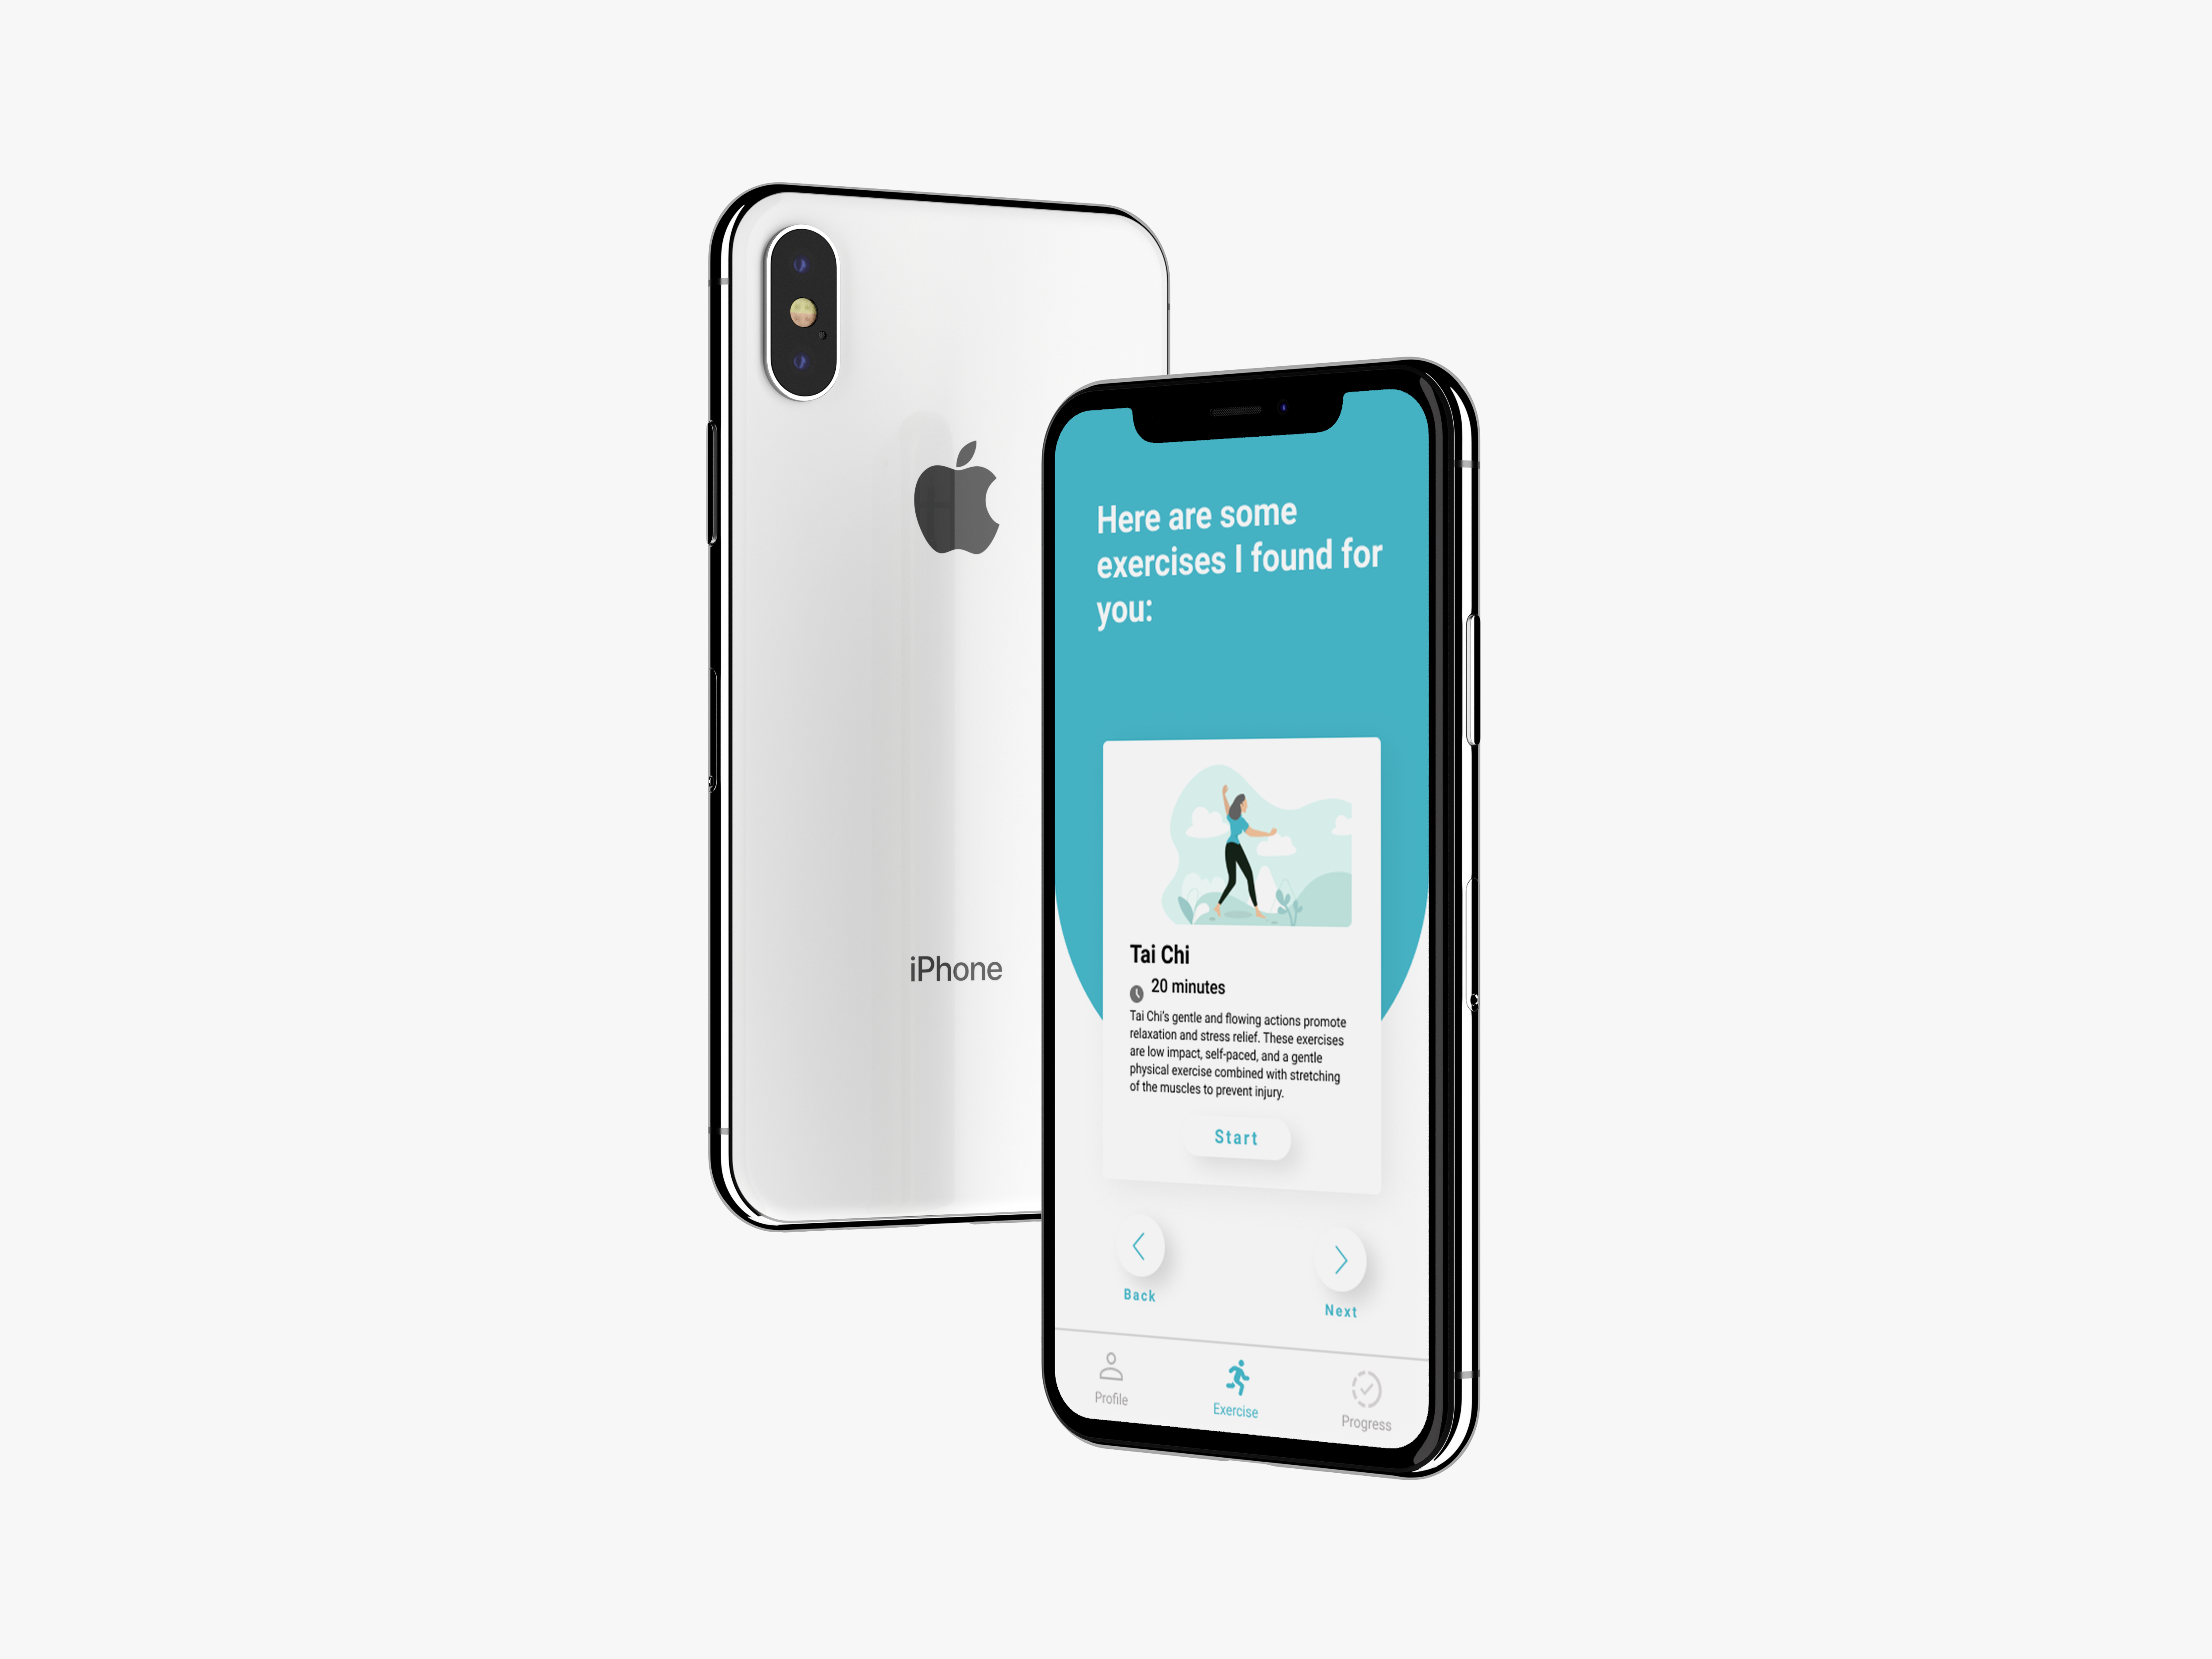 iPhone
Here are some
exercises I found for
you:
Tai Chi
20 minutes
Tai Chi's gentle and flowing actions promote
relaxation and stress relief. These exercises
are low impact, self-paced, and a gentle
physical exercise combined with stretching
of the muscles to prevent injury.
Start
Back
Next
Profile
Exercise
Progress